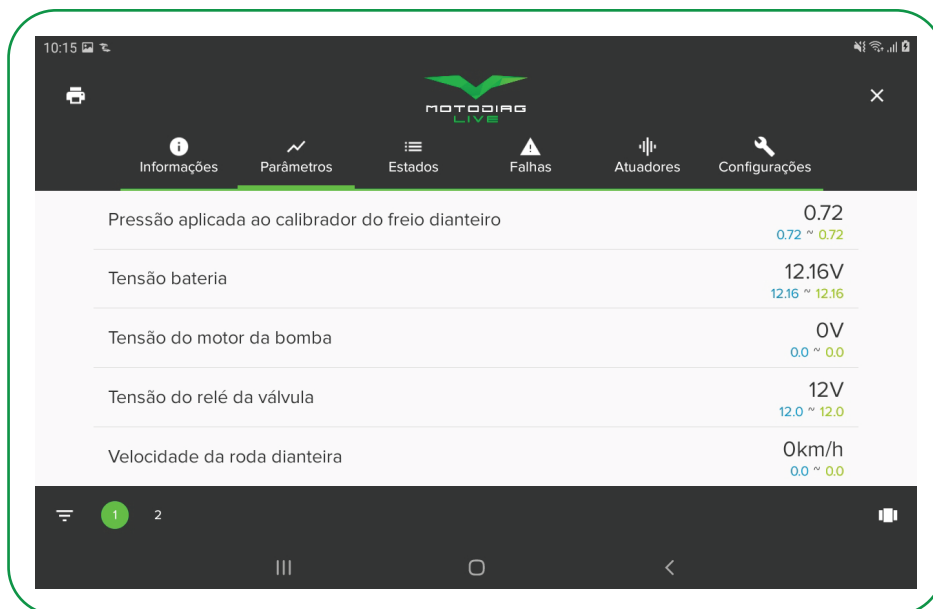 10:15
MOTODIAG
LIVE
Informações Parâmetros Estados Falhas Atuadores Configurações
Pressão aplicada ao calibrador do freio dianteiro 0.72
0.72 ~ 0.72
Tensão bateria 12.16V
12.16 ~ 12.16
Tensão do motor da bomba 0V
0.0 ~ 0.0
Tensão do relé da válvula 12V
12.0 ~ 12.0
Velocidade da roda dianteira 0km/h
0.0 ~ 0.0
1 2